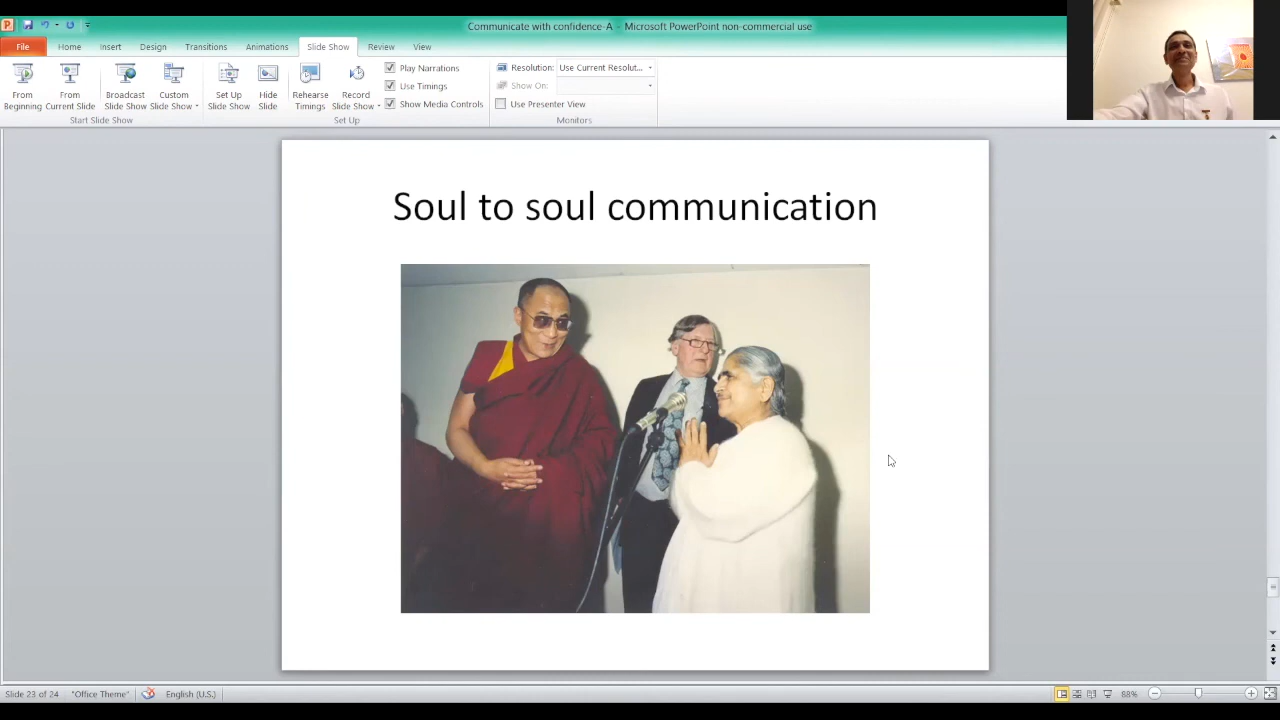 Communicate with confidence-A - Microsoft PowerPoint non-commercial use
File Home Insert Design Transitions Animations Slide Show Review View
From Beginning
From Current Slide
Broadcast Slide Show
Custom Slide Show
Set Up Slide Show
Hide Slide
Rehearse Timings
Record Slide Show
Play Narrations
Use Timings
Show Media Controls
Resolution: Use Current Resolut...
Show On:
Use Presenter View
Start Slide Show
Set Up
Monitors
Soul to soul communication
Slide 23 of 24 "Office Theme" English (U.S.) 88%